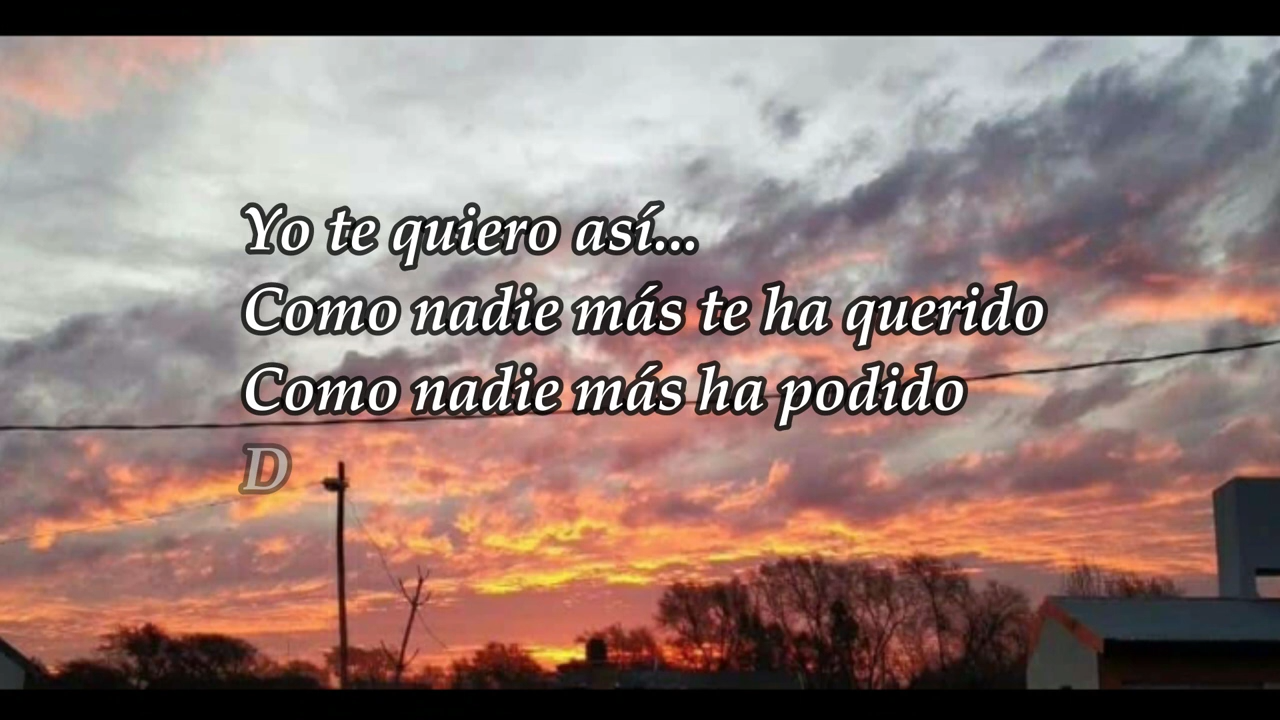 Yo te quiero así...
Como nadie más te ha querido
Como nadie más ha podido
D